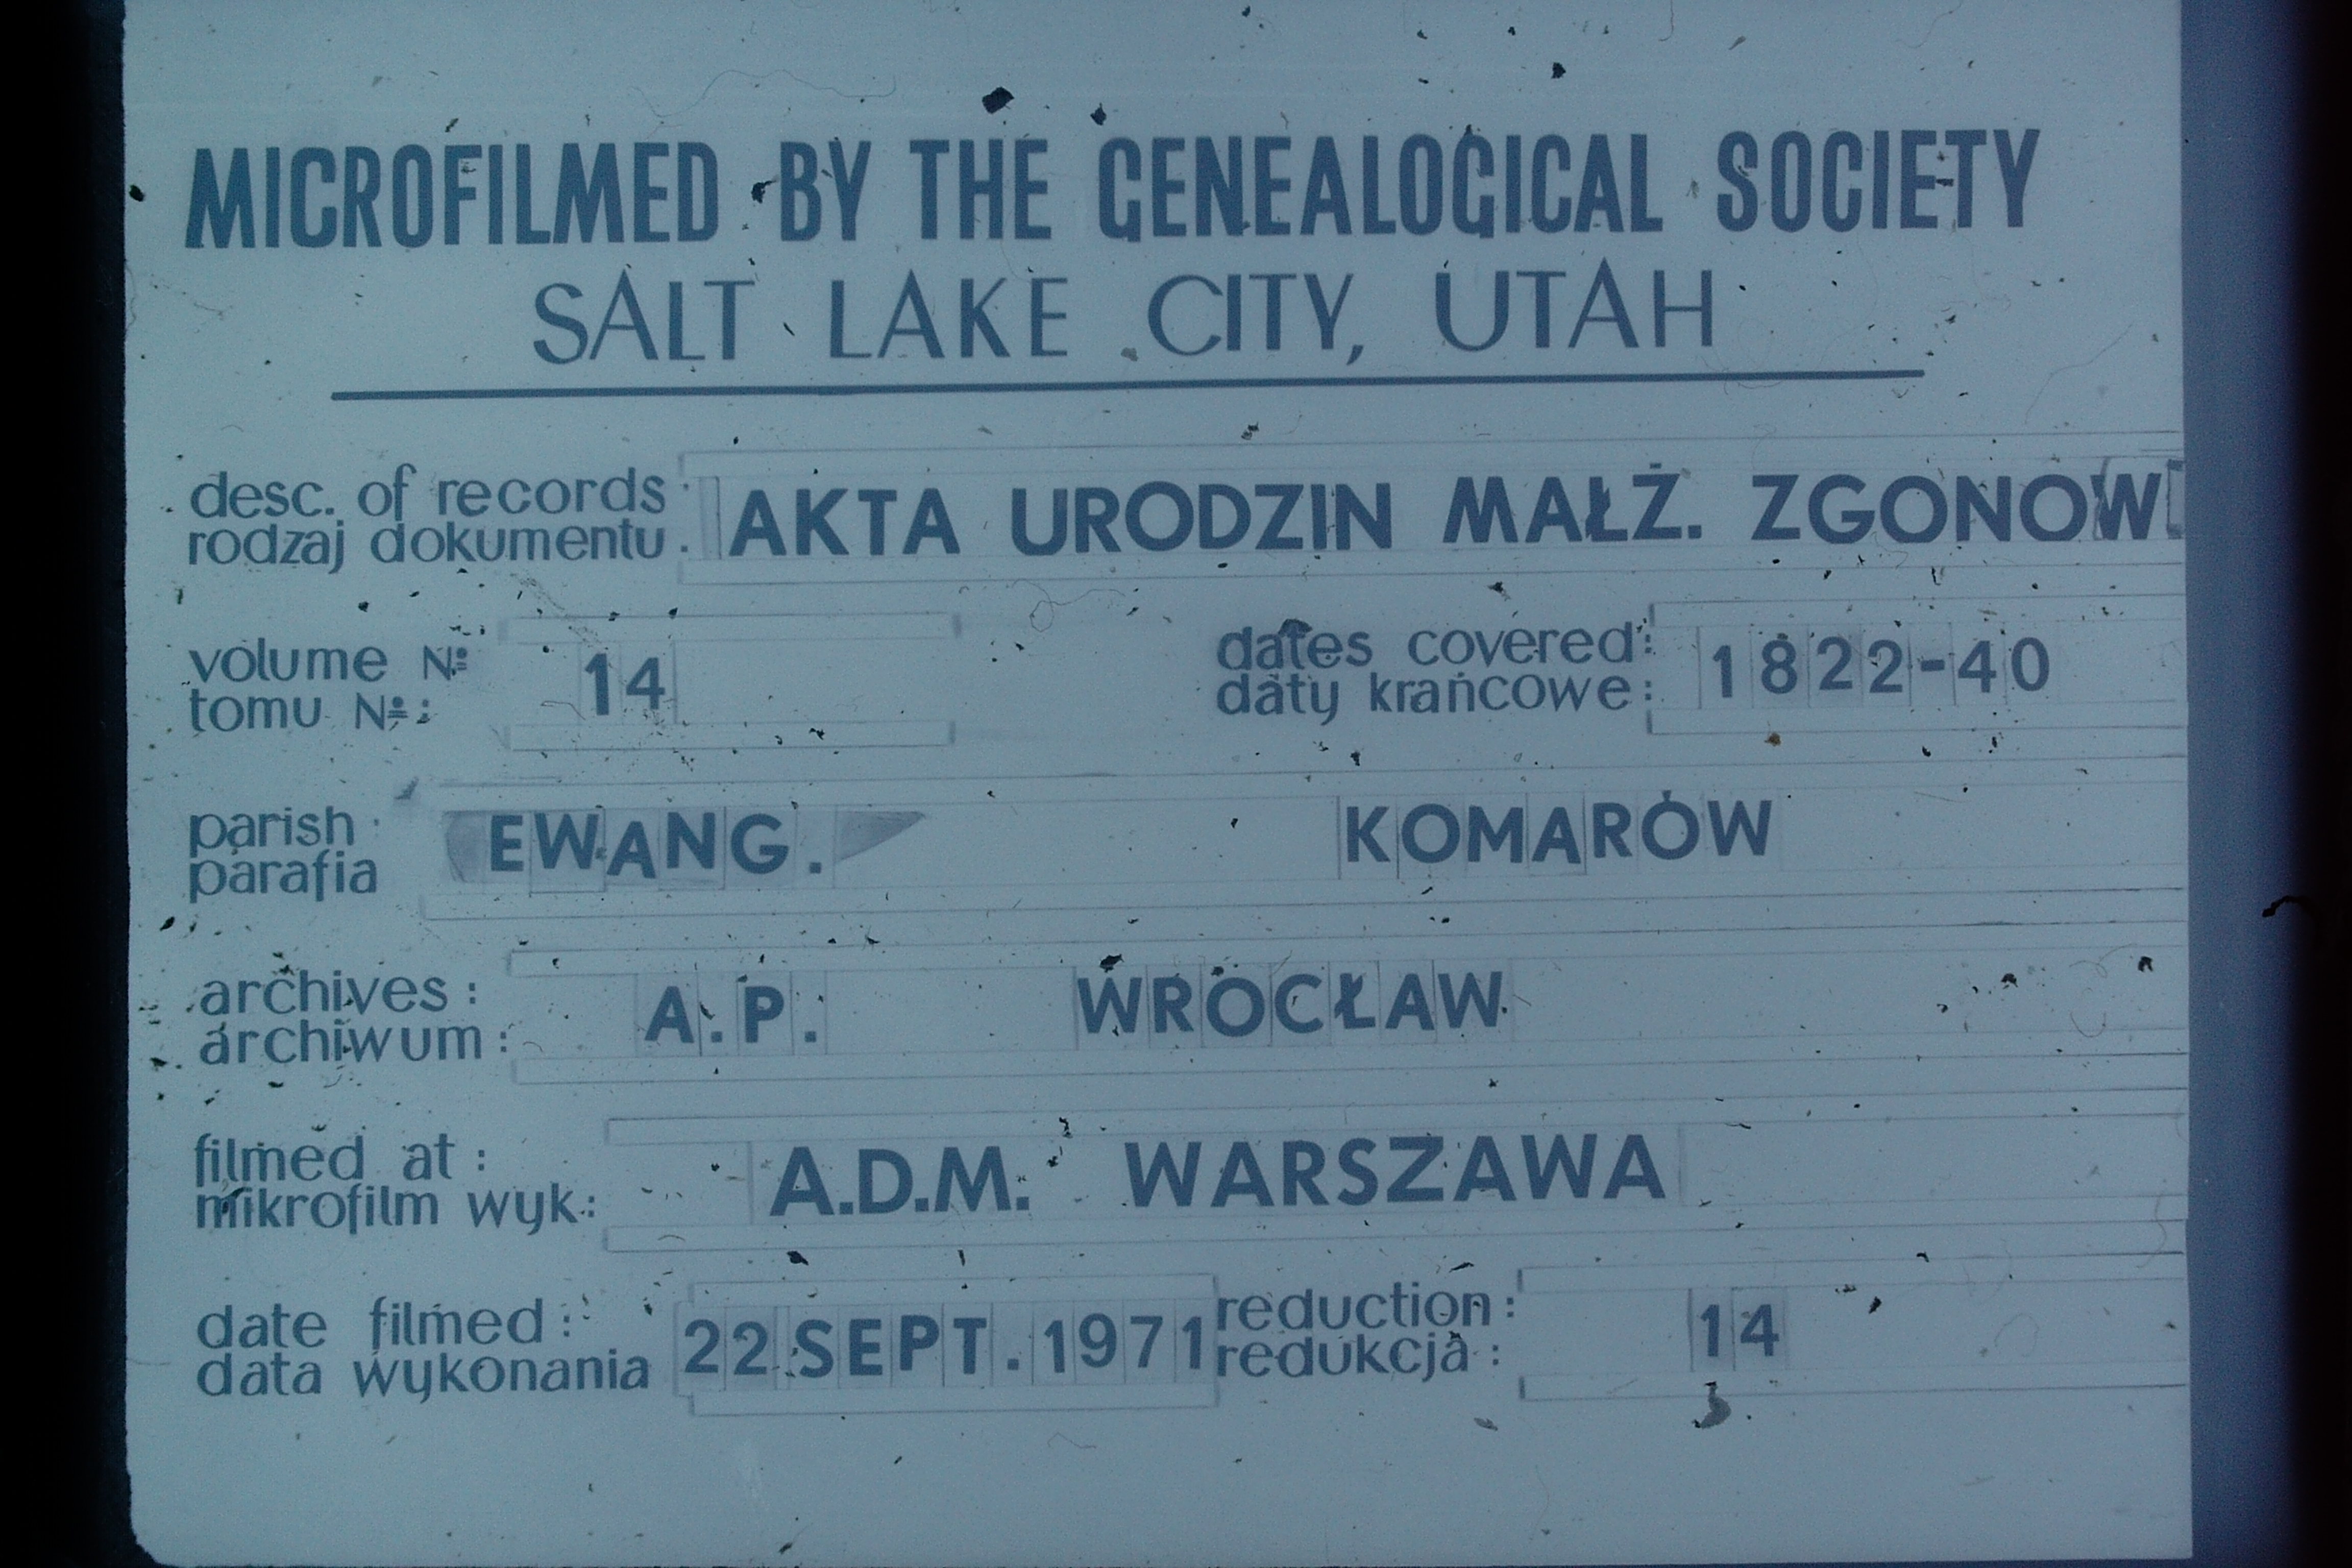 MICROFILMED BY THE GENEALOGICAL SOCIETY
SALT LAKE CITY, UTAH
desc. of records : AKTA URODZIN MAŁŻ. ZGONOW
rodzaj dokumentu :
volume № 14
tomu №:
dates covered: 1822-40
daty krańcowe:
parish : EWANG. KOMARÓW
parafia
archives : A.P. WROCŁAW
archiwum :
filmed at : A.D.M. WARSZAWA
mikrofilm wyk:
date filmed : 22 SEPT. 1971
data wykonania
reduction : 14
redukcja :